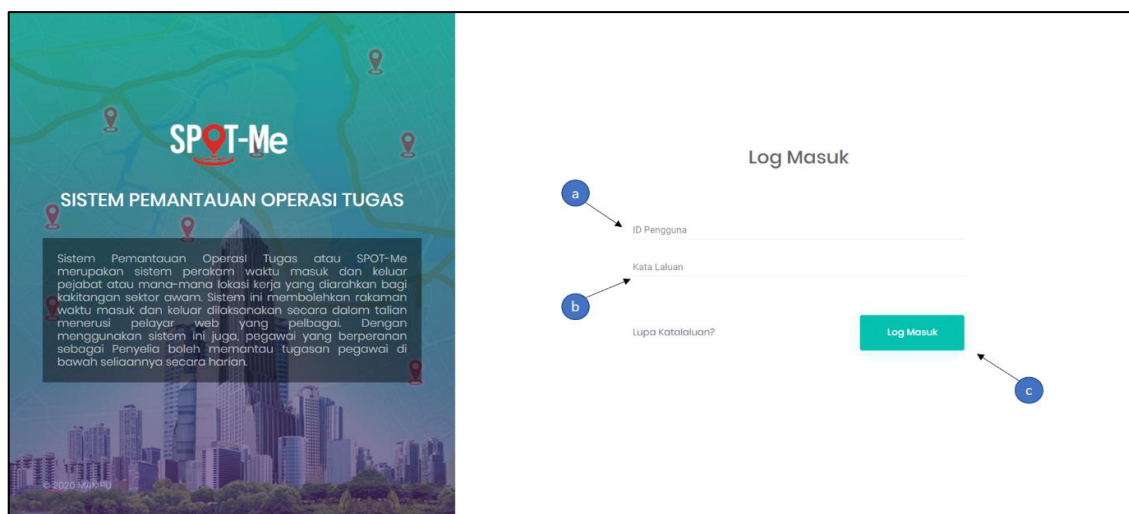 SPOT-Me
SISTEM PEMANTAUAN OPERASI TUGAS
Sistem Pemantauan Operasi Tugas atau SPOT-Me
merupakan sistem perakam waktu masuk dan keluar
pejabat atau mana-mana lokasi kerja yang diarahkan bagi
kakitangan sektor awam. Sistem ini membolehkan rakaman
waktu masuk dan keluar dilaksanakan secara dalam talian
menerusi pelayar web yang pelbagai. Dengan
menggunakan sistem ini juga, pegawai yang berperanan
sebagai Penyelia boleh memantau tugasan pegawai di
bawah seliaannya secara harian.
© 2020
Log Masuk
a
ID Pengguna
Kata Laluan
b
Lupa Katalaluan?
Log Masuk
c